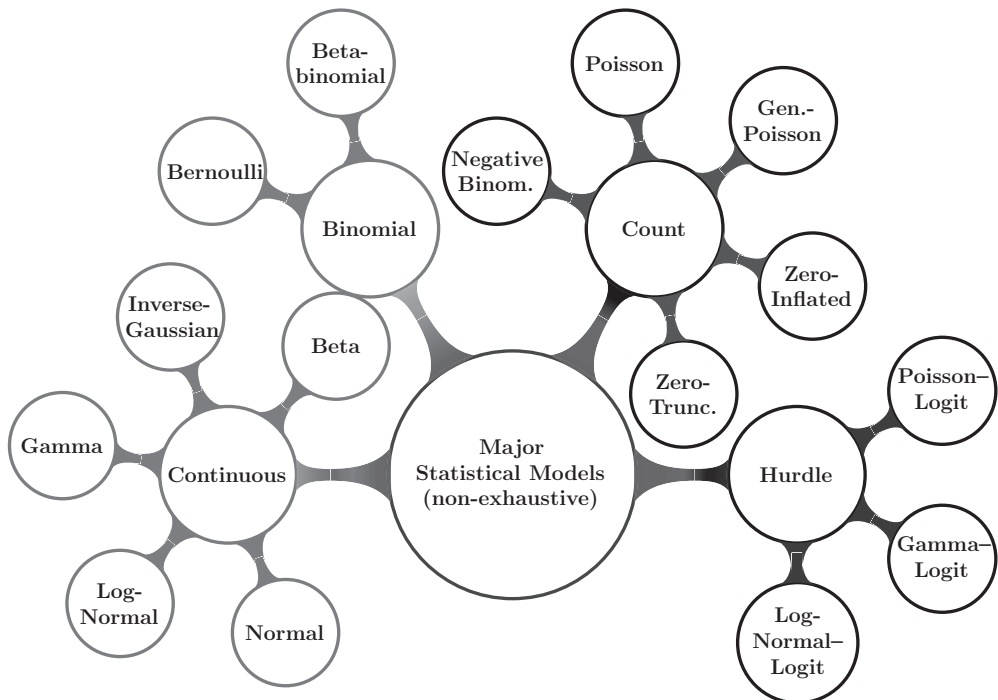 Beta-
binomial
Bernoulli
Binomial
Poisson
Gen.-
Poisson
Negative
Binom.
Count
Zero-
Inflated
Zero-
Trunc.
Inverse-
Gaussian
Beta
Gamma
Continuous
Log-
Normal
Normal
Major
Statistical Models
(non-exhaustive)
Hurdle
Poisson–
Logit
Gamma–
Logit
Log-
Normal–
Logit